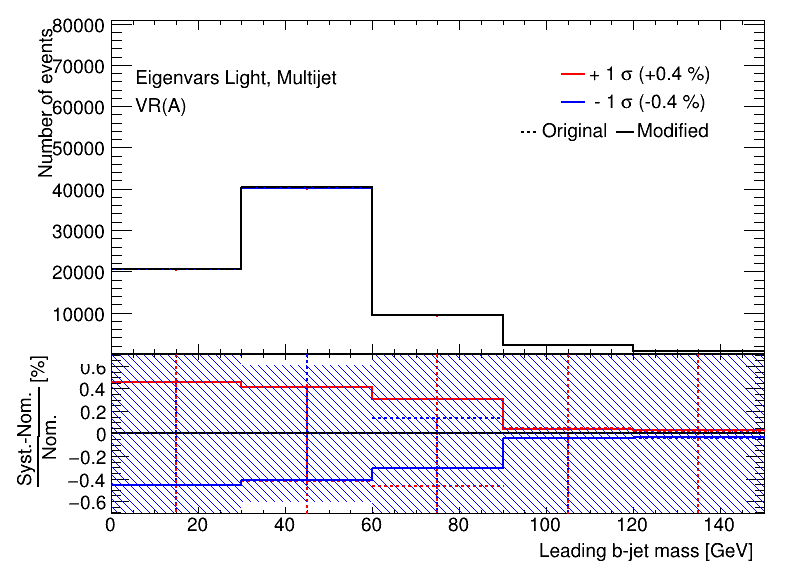 80000
70000
60000
50000
40000
30000
20000
10000
Number of events
Eigenvars Light, Multijet
VR(A)
+ 1 σ (+0.4 %)
- 1 σ (-0.4 %)
Original Modified
Syst.-Nom.
Nom.
[%]
0.6
0.4
0.2
0
−0.2
−0.4
−0.6
0 20 40 60 80 100 120 140
Leading b-jet mass [GeV]